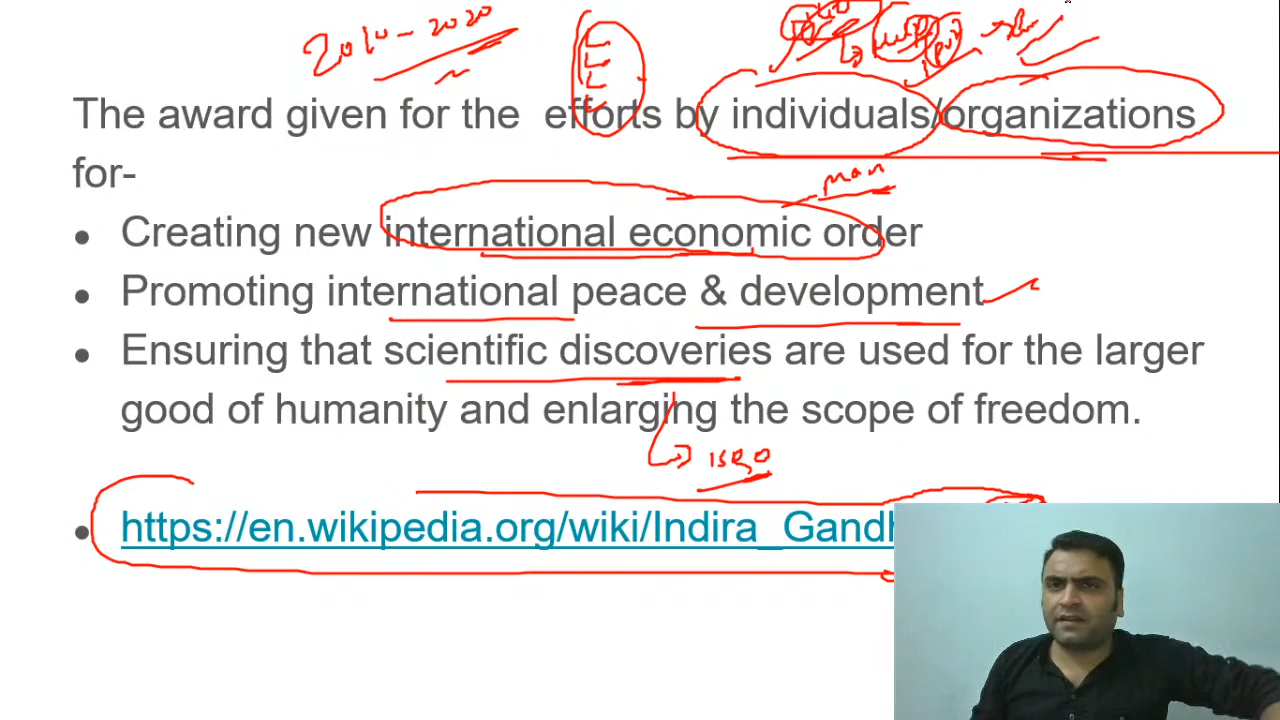 2010-2020
The award given for the efforts by individuals/organizations
for-
man
• Creating new international economic order
• Promoting international peace & development
• Ensuring that scientific discoveries are used for the larger
good of humanity and enlarging the scope of freedom.
ISRO
• https://en.wikipedia.org/wiki/Indira_Gandh